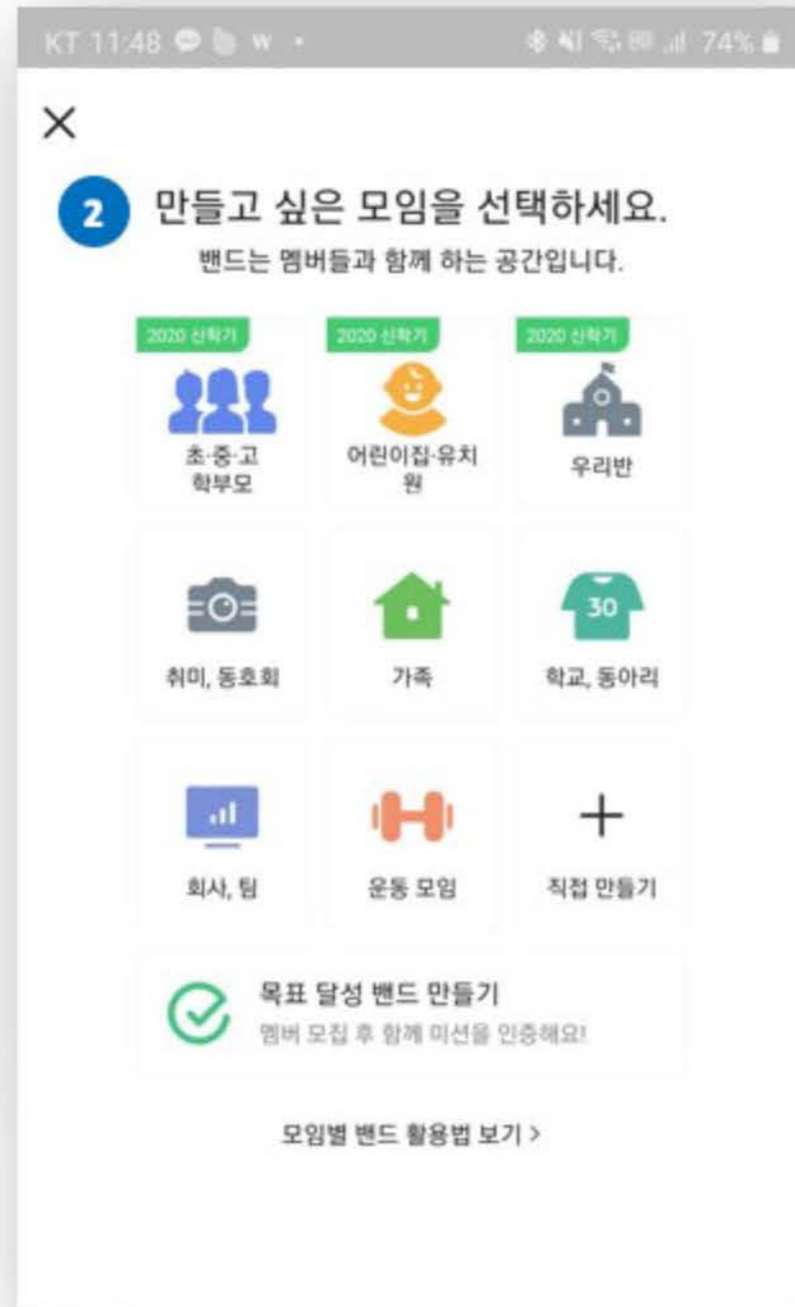 KT 11:48 W
74%
2 만들고 싶은 모임을 선택하세요.
밴드는 멤버들과 함께 하는 공간입니다.
2020 신학기 2020 신학기 2020 신학기
초·중·고
학부모
어린이집·유치
원
우리반
30
취미, 동호회 가족 학교, 동아리
회사, 팀 운동 모임 직접 만들기
목표 달성 밴드 만들기
멤버 모집 후 함께 미션을 인증해요!
모임별 밴드 활용법 보기 >